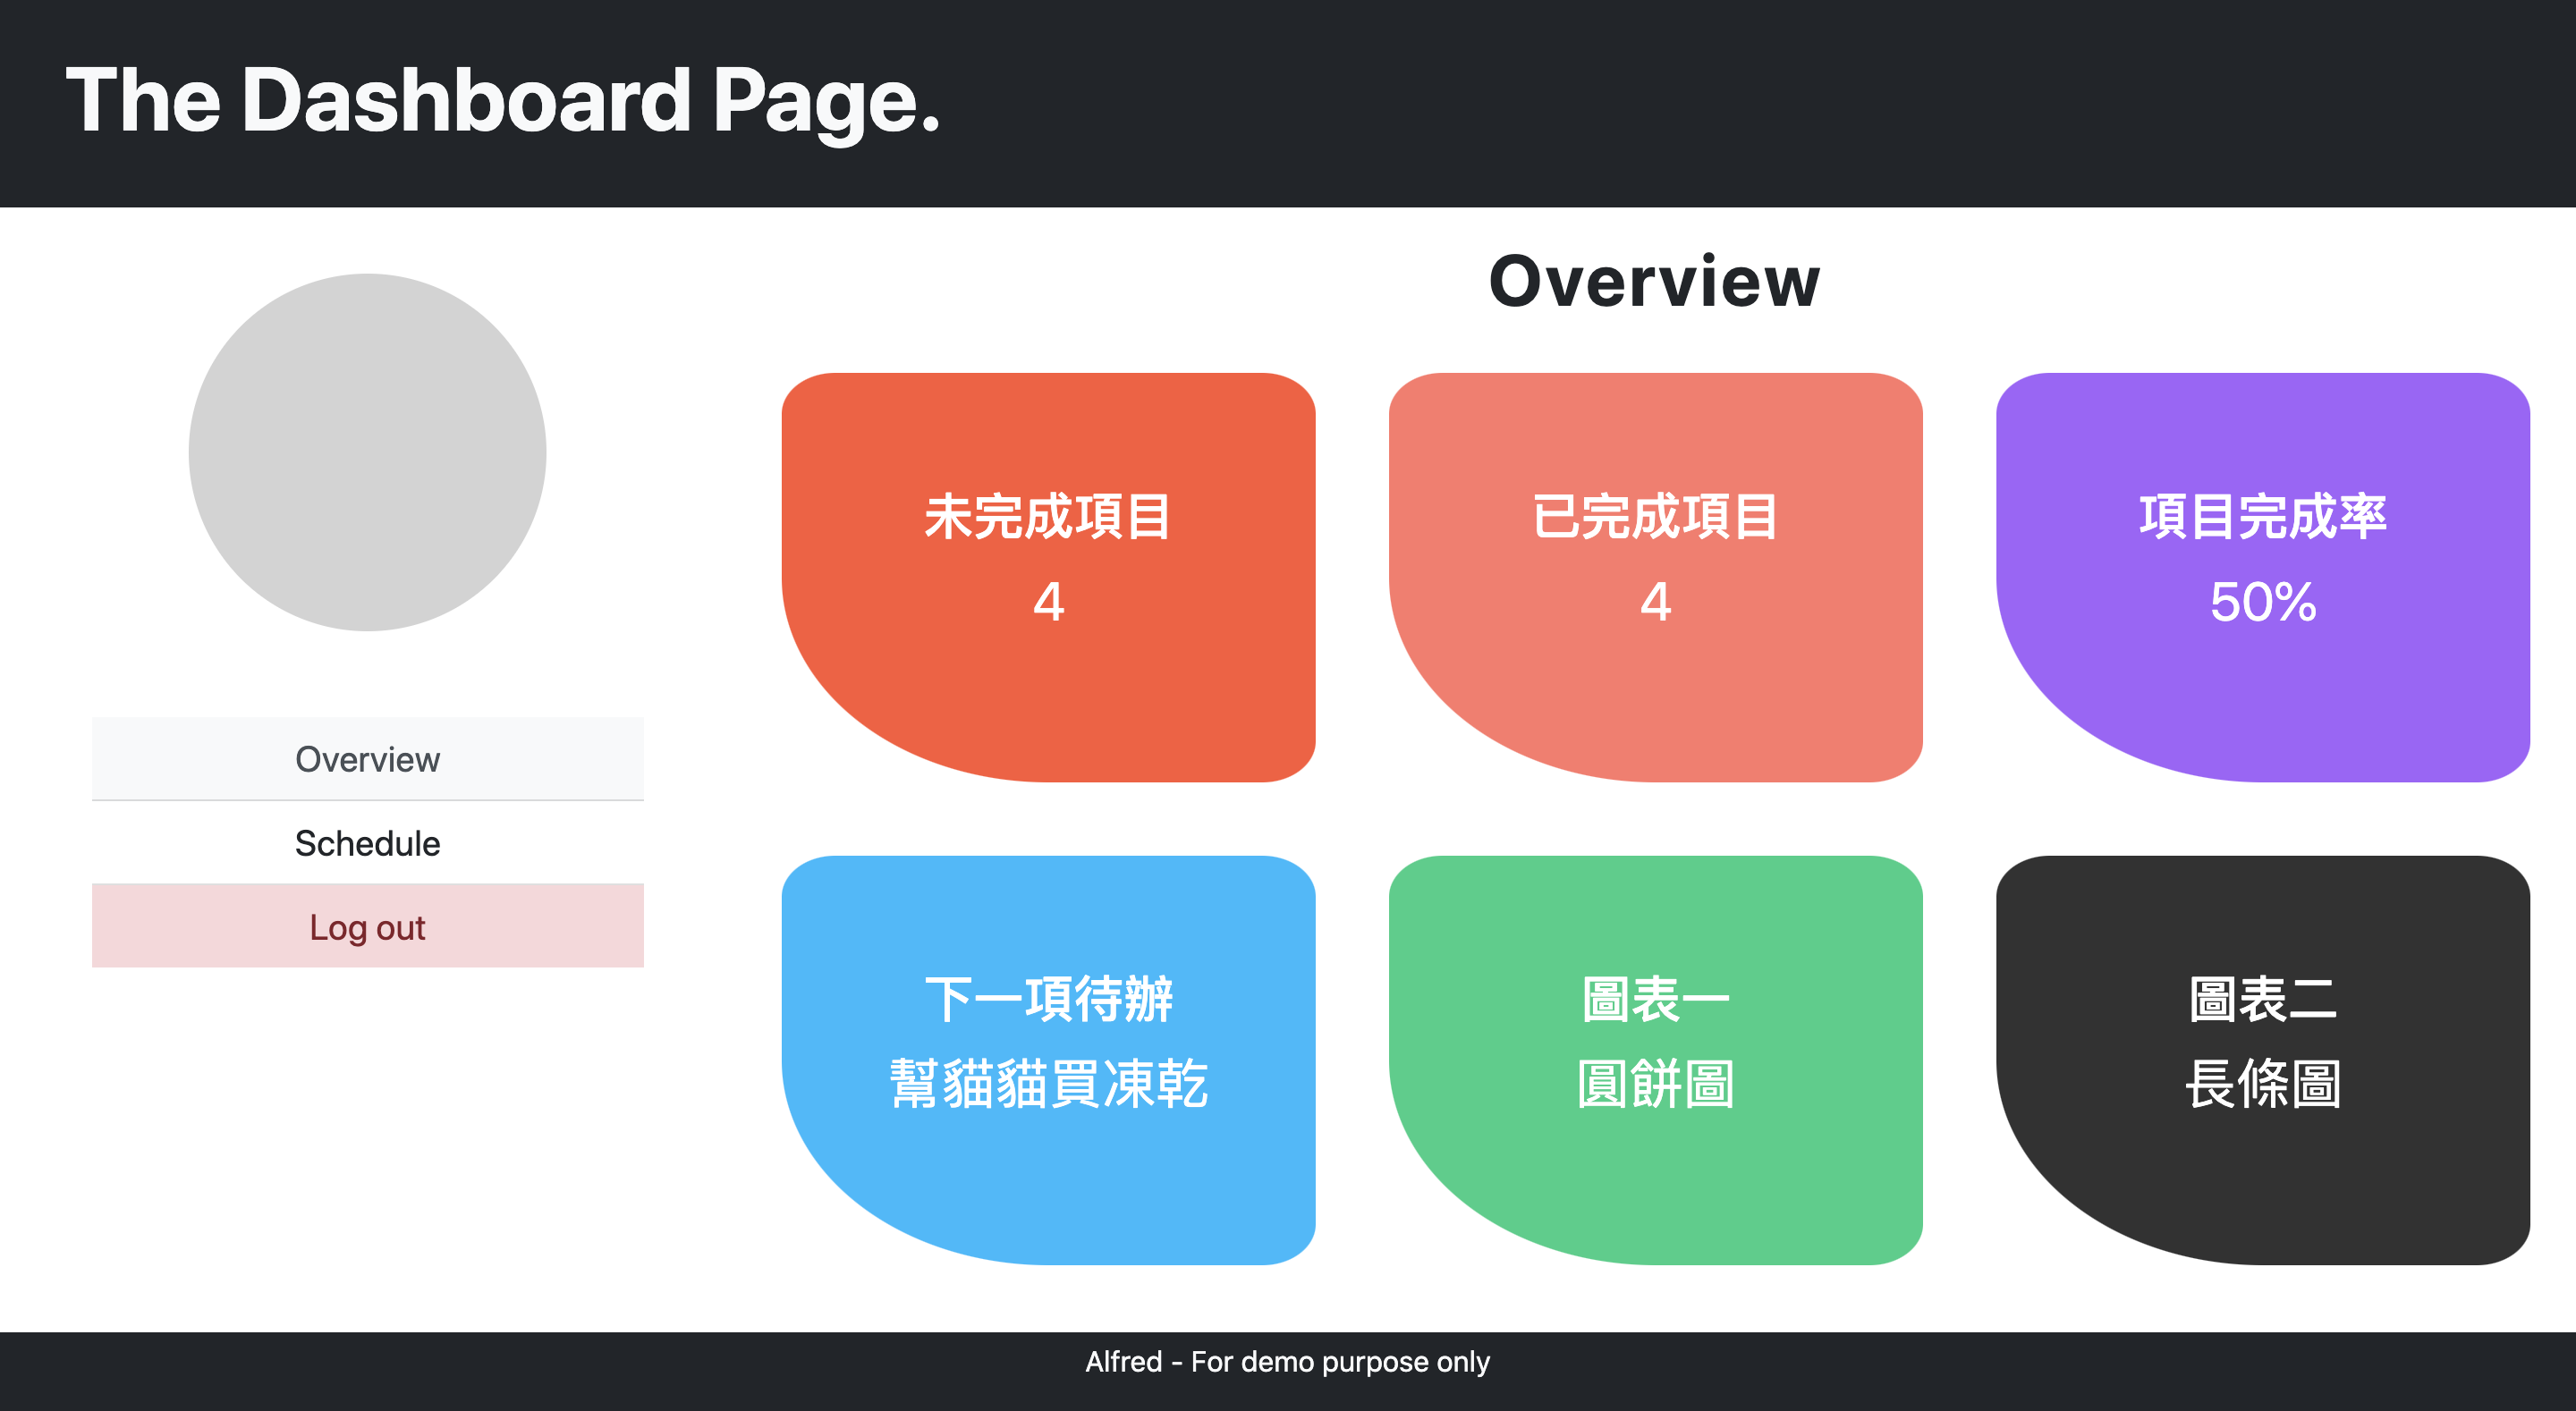 The Dashboard Page.
Overview
Schedule
Log out
Overview
未完成項目
4
已完成項目
4
項目完成率
50%
下一項待辦
幫貓貓買凍乾
圖表一
圓餅圖
圖表二
長條圖
Alfred - For demo purpose only